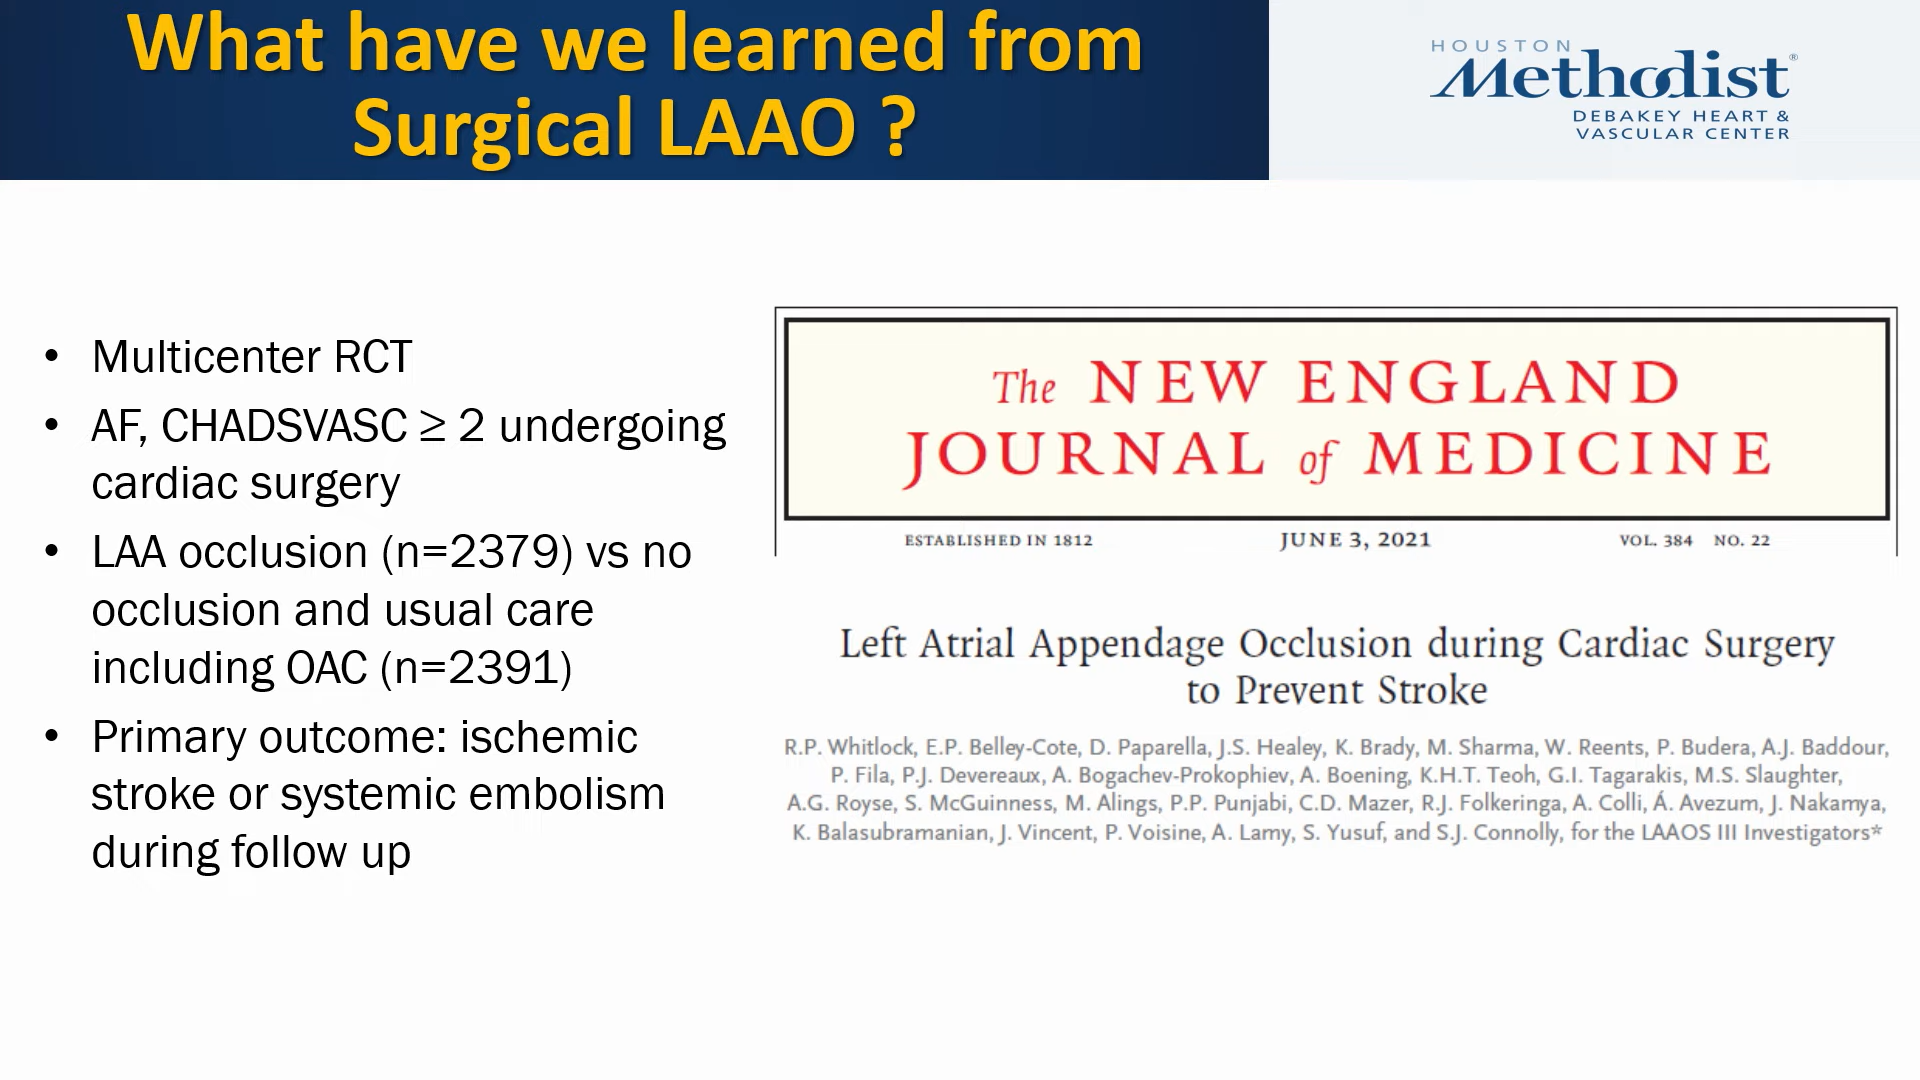 What have we learned from
Surgical LAAO ?
HOUSTON
Methodist®
DEBAKEY HEART &
VASCULAR CENTER
• Multicenter RCT
• AF, CHADSVASC ≥ 2 undergoing
cardiac surgery
• LAA occlusion (n=2379) vs no
occlusion and usual care
including OAC (n=2391)
• Primary outcome: ischemic
stroke or systemic embolism
during follow up
The NEW ENGLAND
JOURNAL of MEDICINE
ESTABLISHED IN 1812 JUNE 3, 2021 VOL. 384 NO. 22
Left Atrial Appendage Occlusion during Cardiac Surgery
to Prevent Stroke
R.P. Whitlock, E.P. Belley-Cote, D. Paparella, J.S. Healey, K. Brady, M. Sharma, W. Reents, P. Budera, A.J. Baddour,
P. Fila, P.J. Devereaux, A. Bogachev-Prokophiev, A. Boening, K.H.T. Teoh, G.I. Tagarakis, M.S. Slaughter,
A.G. Royse, S. McGuinness, M. Alings, P.P. Punjabi, C.D. Mazer, R.J. Folkeringa, A. Colli, Á. Avezum, J. Nakamya,
K. Balasubramanian, J. Vincent, P. Voisine, A. Lamy, S. Yusuf, and S.J. Connolly, for the LAAOS III Investigators*